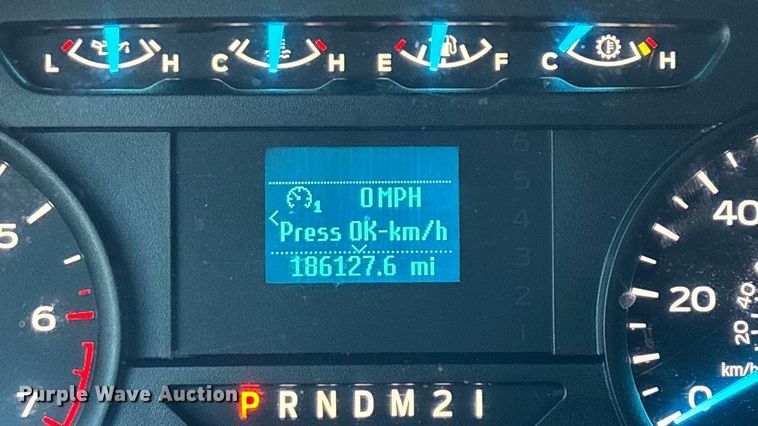 L H C H E F C H
0 MPH
1
Press OK-km/h
186127.6 mi
5
6
7
40
20
0
40
20
km/h
Purple Wave Auction
P R N D M 2 1
6
5
4
3
2
1